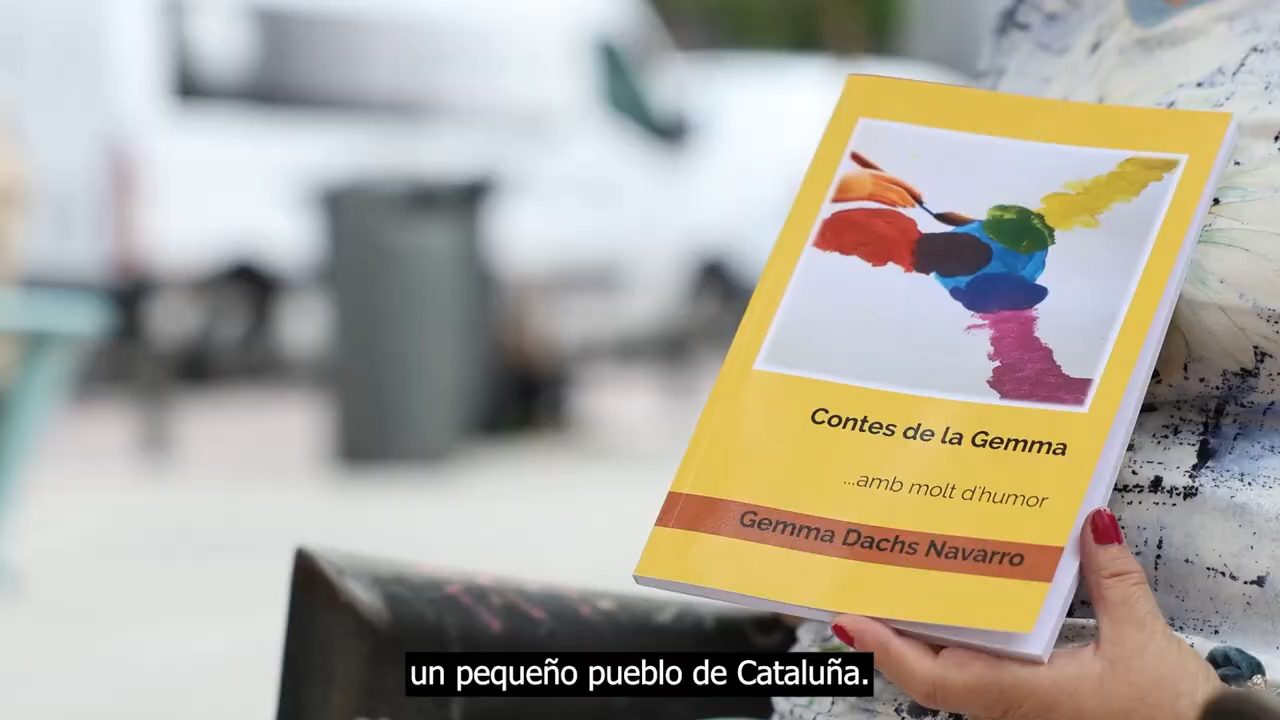 Contes de la Gemma
...amb molt d'humor
Gemma Dachs Navarro
un pequeño pueblo de Cataluña.